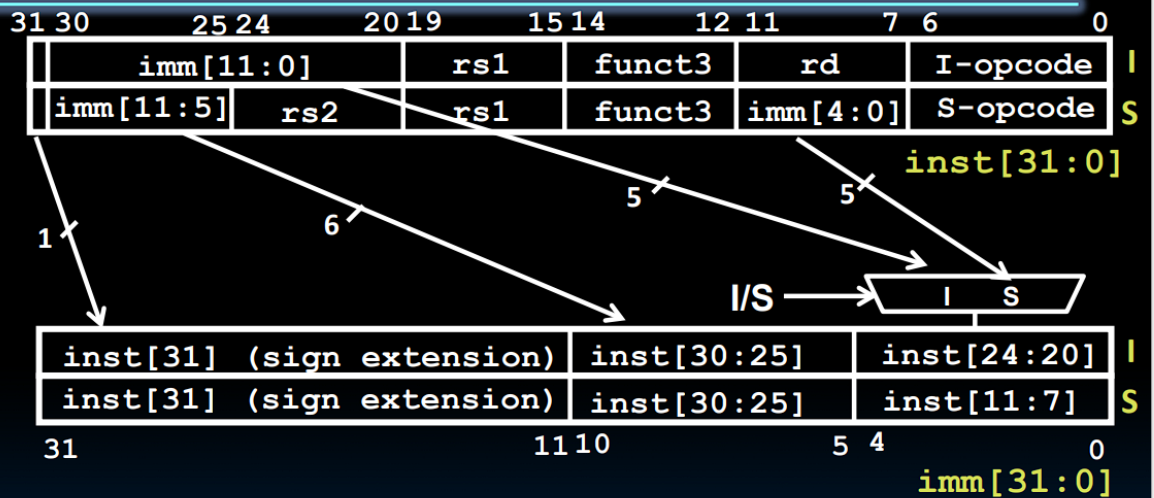 31 30 25 24 20 19 15 14 12 11 7 6 0
imm[11:0] rs1 funct3 rd I-opcode I
imm[11:5] rs2 rs1 funct3 imm[4:0] S-opcode S
inst[31:0]
5 5
1 6
I/S I S
inst[31] (sign extension) inst[30:25] inst[24:20] I
inst[31] (sign extension) inst[30:25] inst[11:7] S
31 11 10 5 4 0
imm[31:0]